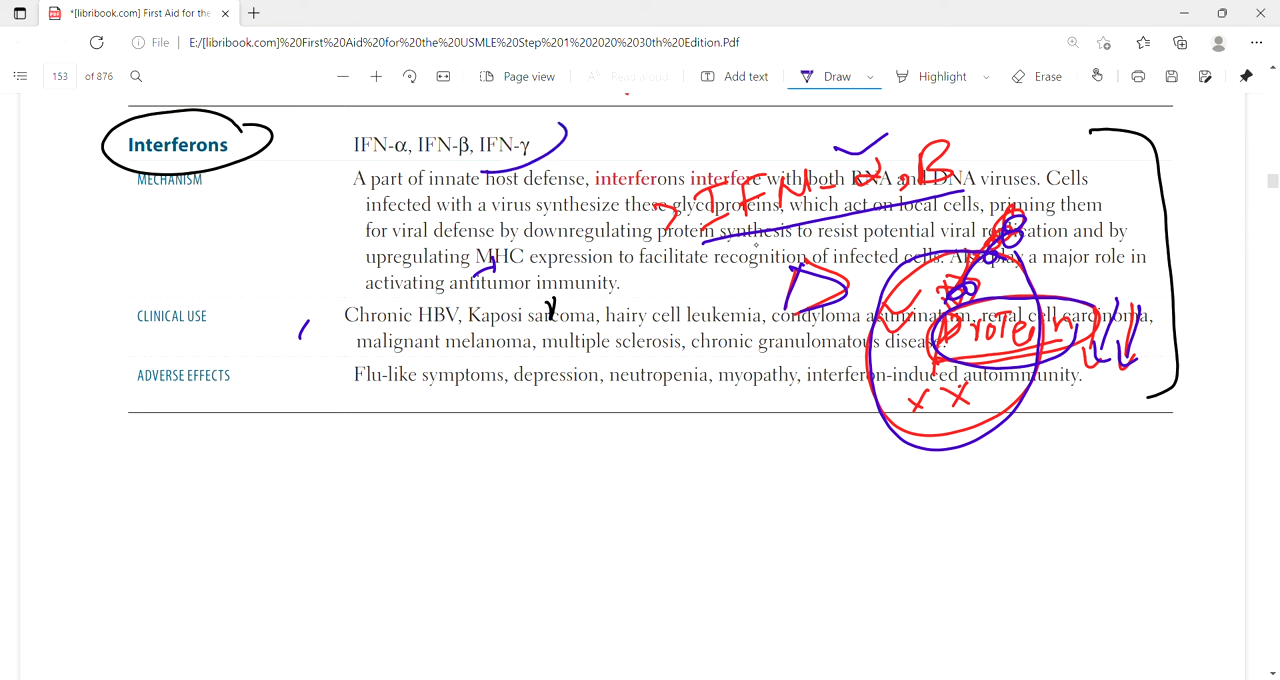 *[libribook.com] First Aid for the
File E:/[libribook.com]%20First%20Aid%20for%20the%20USMLE%20Step%201%202020%2030th%20Edition.Pdf
153 of 876 Page view Read aloud Add text Draw Highlight Erase
Interferons IFN-α, IFN-β, IFN-γ
MECHANISM A part of innate host defense, interferons interfere with both RNA and DNA viruses. Cells
infected with a virus synthesize these glycoproteins, which act on local cells, priming them
for viral defense by downregulating protein synthesis to resist potential viral replication and by
upregulating MHC expression to facilitate recognition of infected cells. Also play a major role in
activating antitumor immunity.
IFN-α, B
CLINICAL USE Chronic HBV, Kaposi sarcoma, hairy cell leukemia, condyloma acuminatum, renal cell carcinoma,
malignant melanoma, multiple sclerosis, chronic granulomatous disease.
ProTein
ADVERSE EFFECTS Flu-like symptoms, depression, neutropenia, myopathy, interferon-induced autoimmunity.
X X